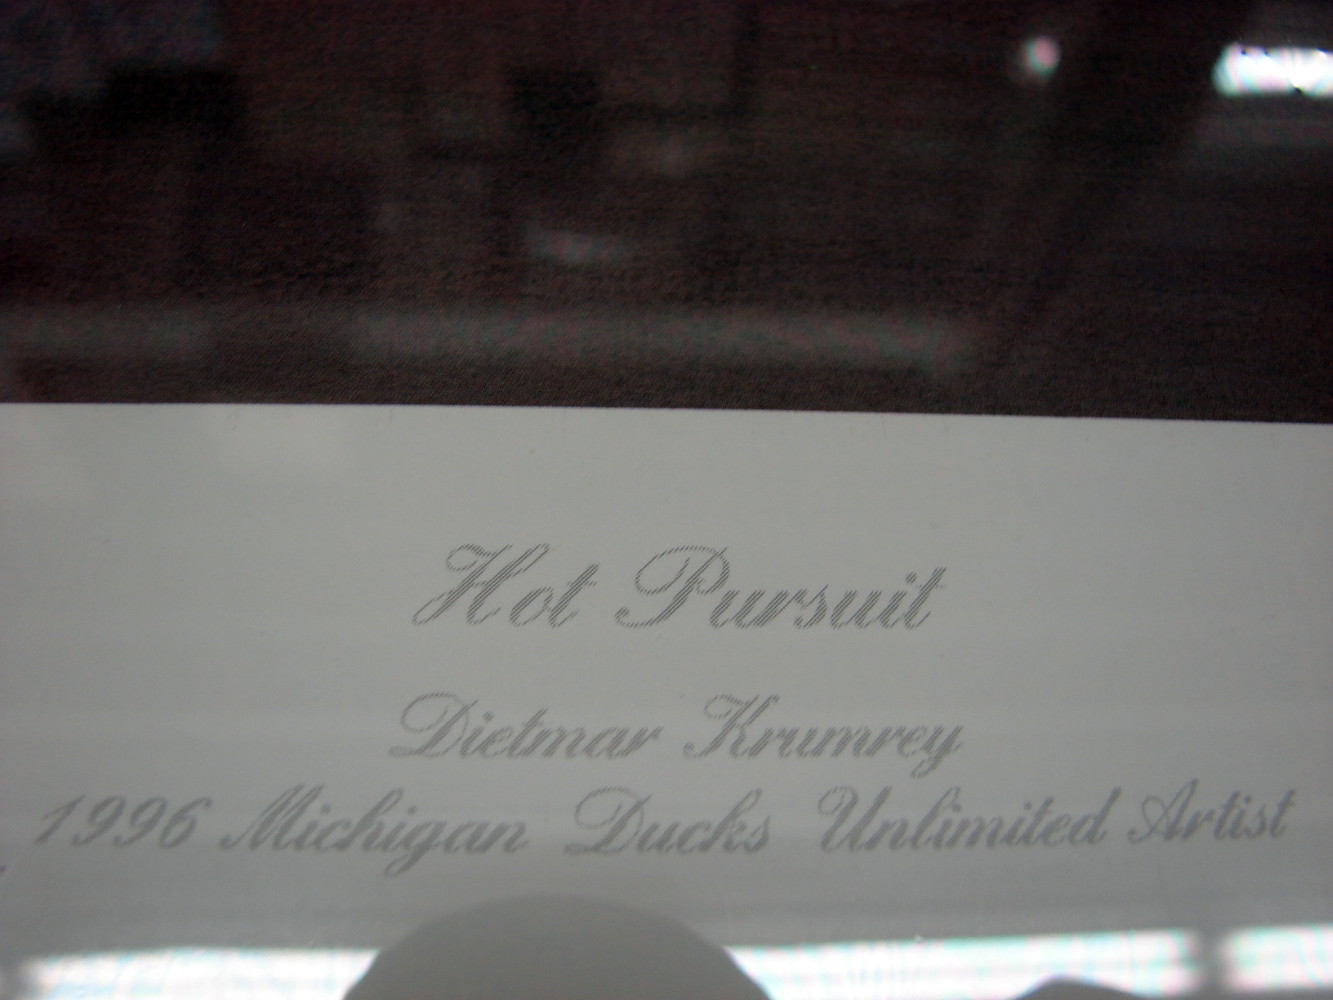 Hot Pursuit
Dietmar Krumrey
1996 Michigan Ducks Unlimited Artist